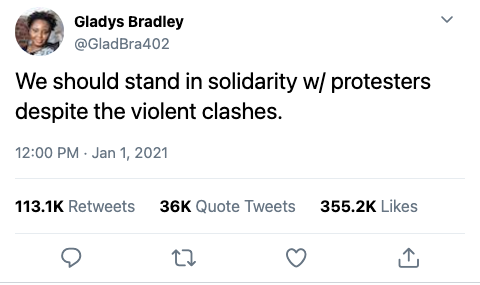 Gladys Bradley
@GladBra402
We should stand in solidarity w/ protesters
despite the violent clashes.
12:00 PM · Jan 1, 2021
113.1K Retweets 36K Quote Tweets 355.2K Likes